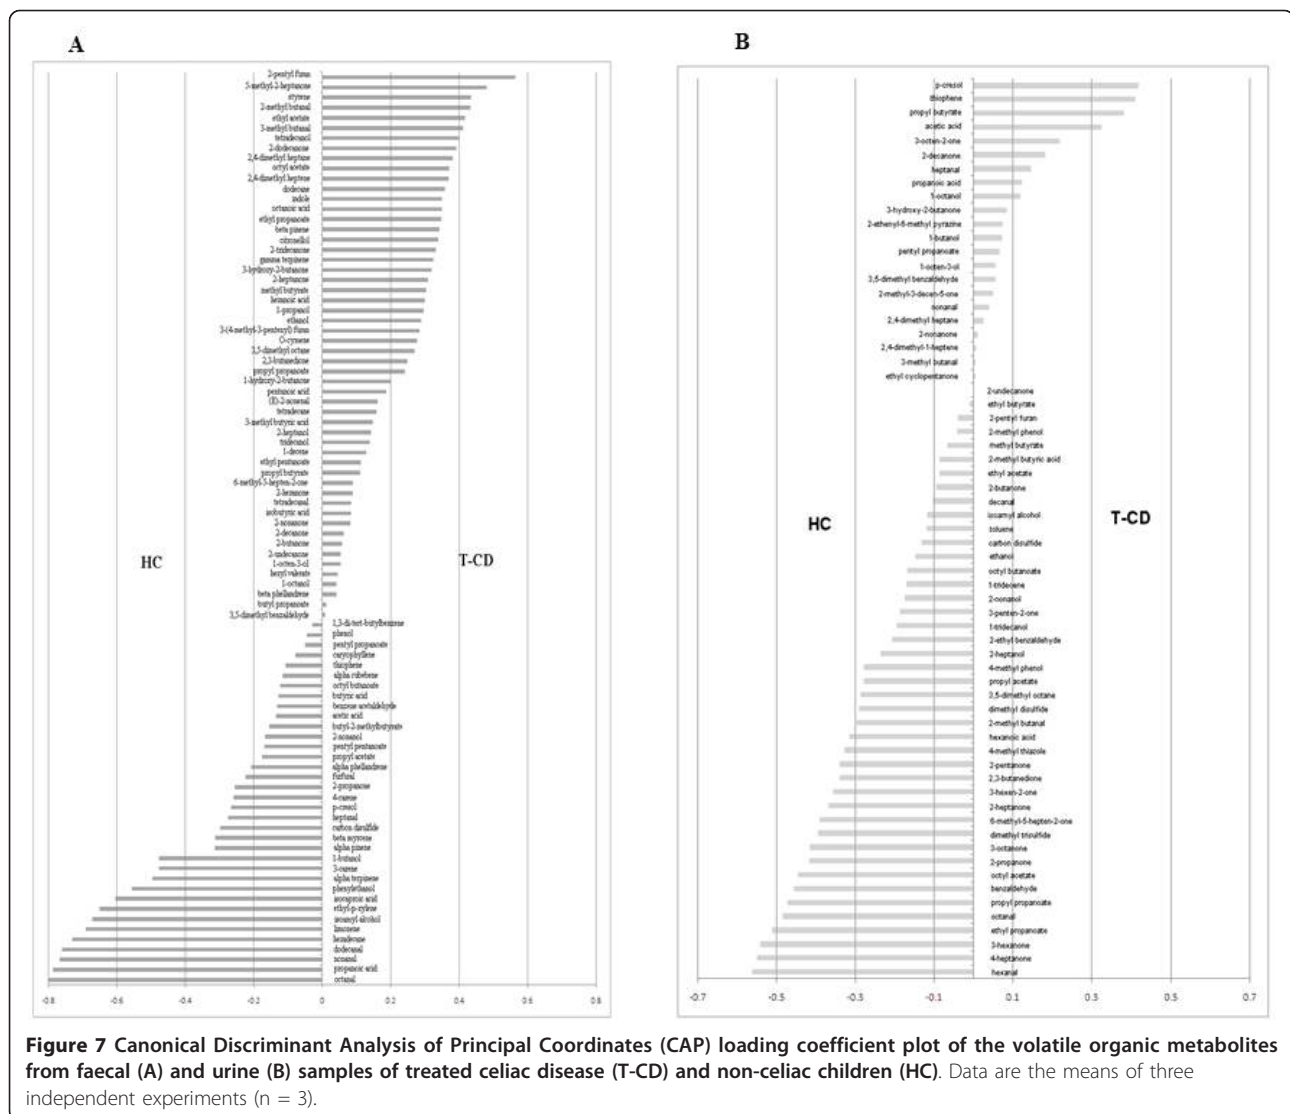 A
2-pentyl furan
5-methyl-2-heptanone
styrene
2-methyl butanal
ethyl acetate
3-methyl butanal
tetradecanol
2-dodecanone
2,4-dimethyl heptane
octyl acetate
2,4-dimethyl heptene
dodecane
indole
octanoic acid
ethyl propanoate
beta pinene
citronellol
2-tridecanone
gamma terpinene
3-hydroxy-2-butanone
2-heptanone
methyl butyrate
hexanoic acid
1-propanol
ethanol
3-(4-methyl-3-pentenyl) furan
O-cymene
3,5-dimethyl octane
2,3-butanedione
propyl propanoate
1-hydroxy-2-butanone
pentanoic acid
(E)-2-nonenal
tetradecane
3-methyl butyric acid
2-heptanol
tridecanol
1-decene
ethyl pentanoate
propyl butyrate
6-methyl-5-hepten-2-one
2-hexanone
tetradecanal
isobutyric acid
2-nonanone
2-decanone
2-butanone
2-undecanone
1-octen-3-ol
hexyl valerate
1-octanol
beta phellandrene
butyl propanoate
3,5-dimethyl benzaldehyde
1,3-di-tert-butylbenzene
phenol
pentyl propanoate
caryophyllene
thiophene
alpha cubebene
octyl butanoate
butyric acid
benzene acetaldehyde
acetic acid
butyl-2-methylbutyrate
2-nonanol
pentyl pentanoate
propyl acetate
alpha phellandrene
furfural
2-propanone
4-carene
p-cresol
heptanal
carbon disulfide
beta myrcene
alpha pinene
1-butanol
3-carene
alpha terpinene
phenylethanol
isocaproic acid
ethyl-p-xylene
isoamyl alcohol
limonene
hexadecane
dodecanal
nonanal
propanoic acid
octanal
HC
T-CD
-0.8 -0.6 -0.4 -0.2 0 0.2 0.4 0.6 0.8
B
p-cresol
thiophene
propyl butyrate
acetic acid
3-octen-2-one
2-decanone
heptanal
propanoic acid
1-octanol
3-hydroxy-2-butanone
2-ethenyl-6-methyl pyrazine
1-butanol
pentyl propanoate
1-octen-3-ol
3,5-dimethyl benzaldehyde
2-methyl-3-decen-5-one
nonanal
2,4-dimethyl heptane
2-nonanone
2,4-dimethyl-1-heptene
3-methyl butanal
ethyl cyclopentanone
2-undecanone
ethyl butyrate
2-pentyl furan
2-methyl phenol
methyl butyrate
2-methyl butyric acid
ethyl acetate
2-butanone
decanal
isoamyl alcohol
toluene
carbon disulfide
ethanol
octyl butanoate
1-tridecene
2-nonanol
3-penten-2-one
1-tridecanol
2-ethyl benzaldehyde
2-heptanol
4-methyl phenol
propyl acetate
3,5-dimethyl octane
dimethyl disulfide
2-methyl butanal
hexanoic acid
4-methyl thiazole
2-pentanone
2,3-butanedione
3-hexen-2-one
2-heptanone
6-methyl-5-hepten-2-one
dimethyl trisulfide
3-octanone
2-propanone
octyl acetate
benzaldehyde
propyl propanoate
octanal
ethyl propanoate
3-hexanone
4-heptanone
hexanal
HC
T-CD
-0.7 -0.5 -0.3 -0.1 0.1 0.3 0.5 0.7
Figure 7 Canonical Discriminant Analysis of Principal Coordinates (CAP) loading coefficient plot of the volatile organic metabolites
from faecal (A) and urine (B) samples of treated celiac disease (T-CD) and non-celiac children (HC). Data are the means of three
independent experiments (n = 3).